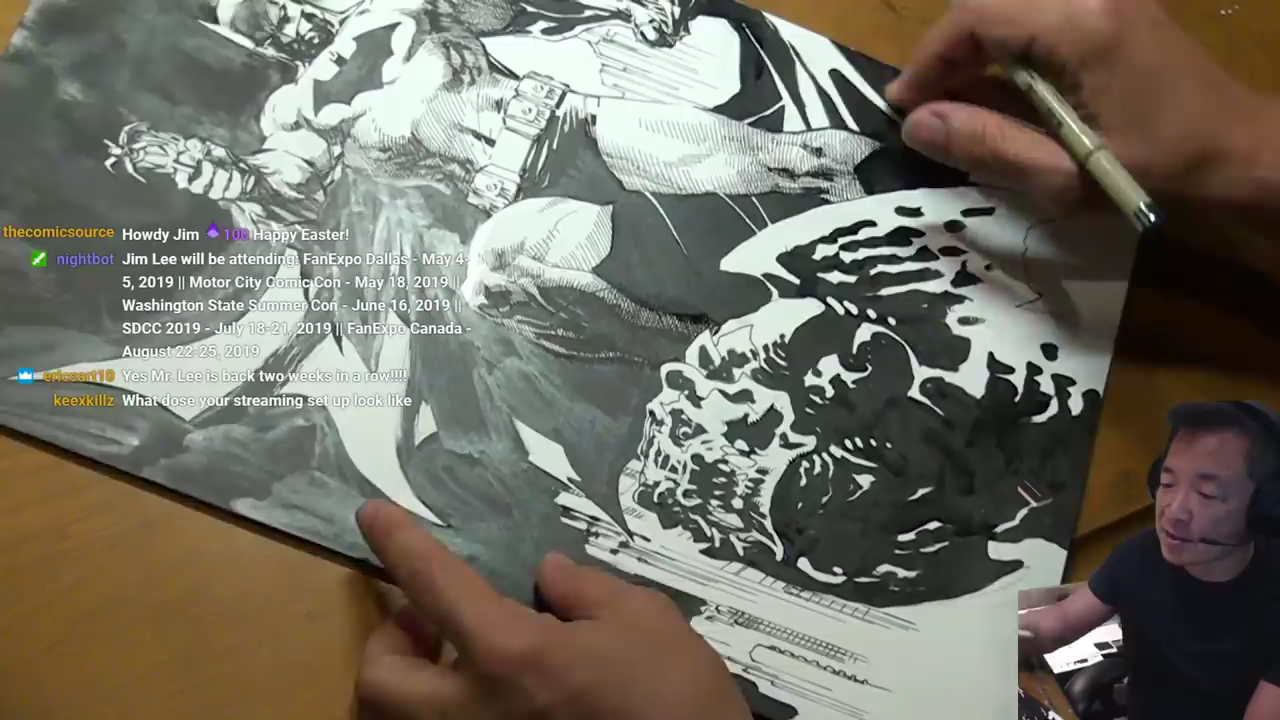 thecomicsource Howdy Jim 100 Happy Easter!
nightbot Jim Lee will be attending: FanExpo Dallas - May 4-
5, 2019 || Motor City Comic Con - May 18, 2019 ||
Washington State Summer Con - June 16, 2019 ||
SDCC 2019 - July 18-21, 2019 || FanExpo Canada -
August 22-25, 2019
ericsart10 Yes Mr. Lee is back two weeks in a row!!!!
keexkillz What dose your streaming set up look like